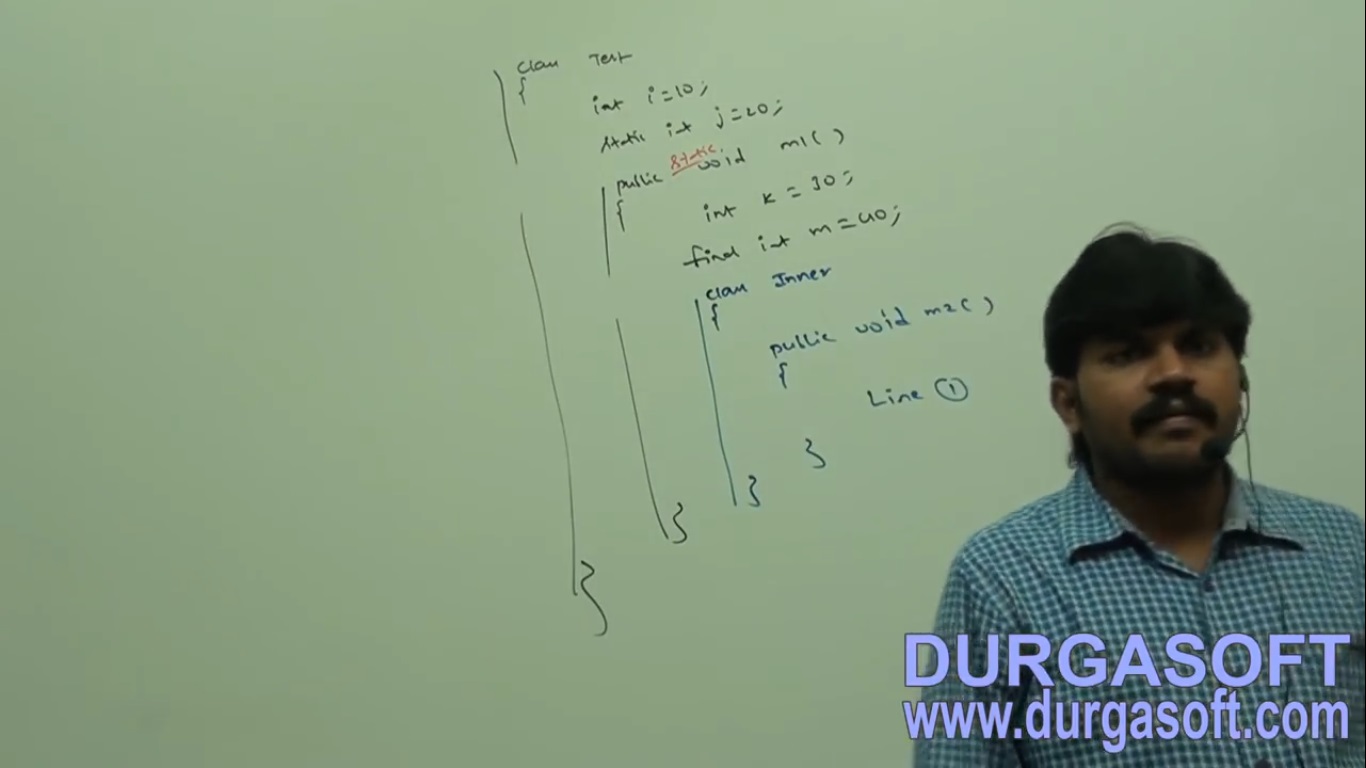 class Test
{
int i=10;
static int j=20;
public static void m1()
{
int k = 30;
final int m=40;
class Inner
{
public void m2()
{
Line ①
}
}
}
}
DURGASOFT
www.durgasoft.com